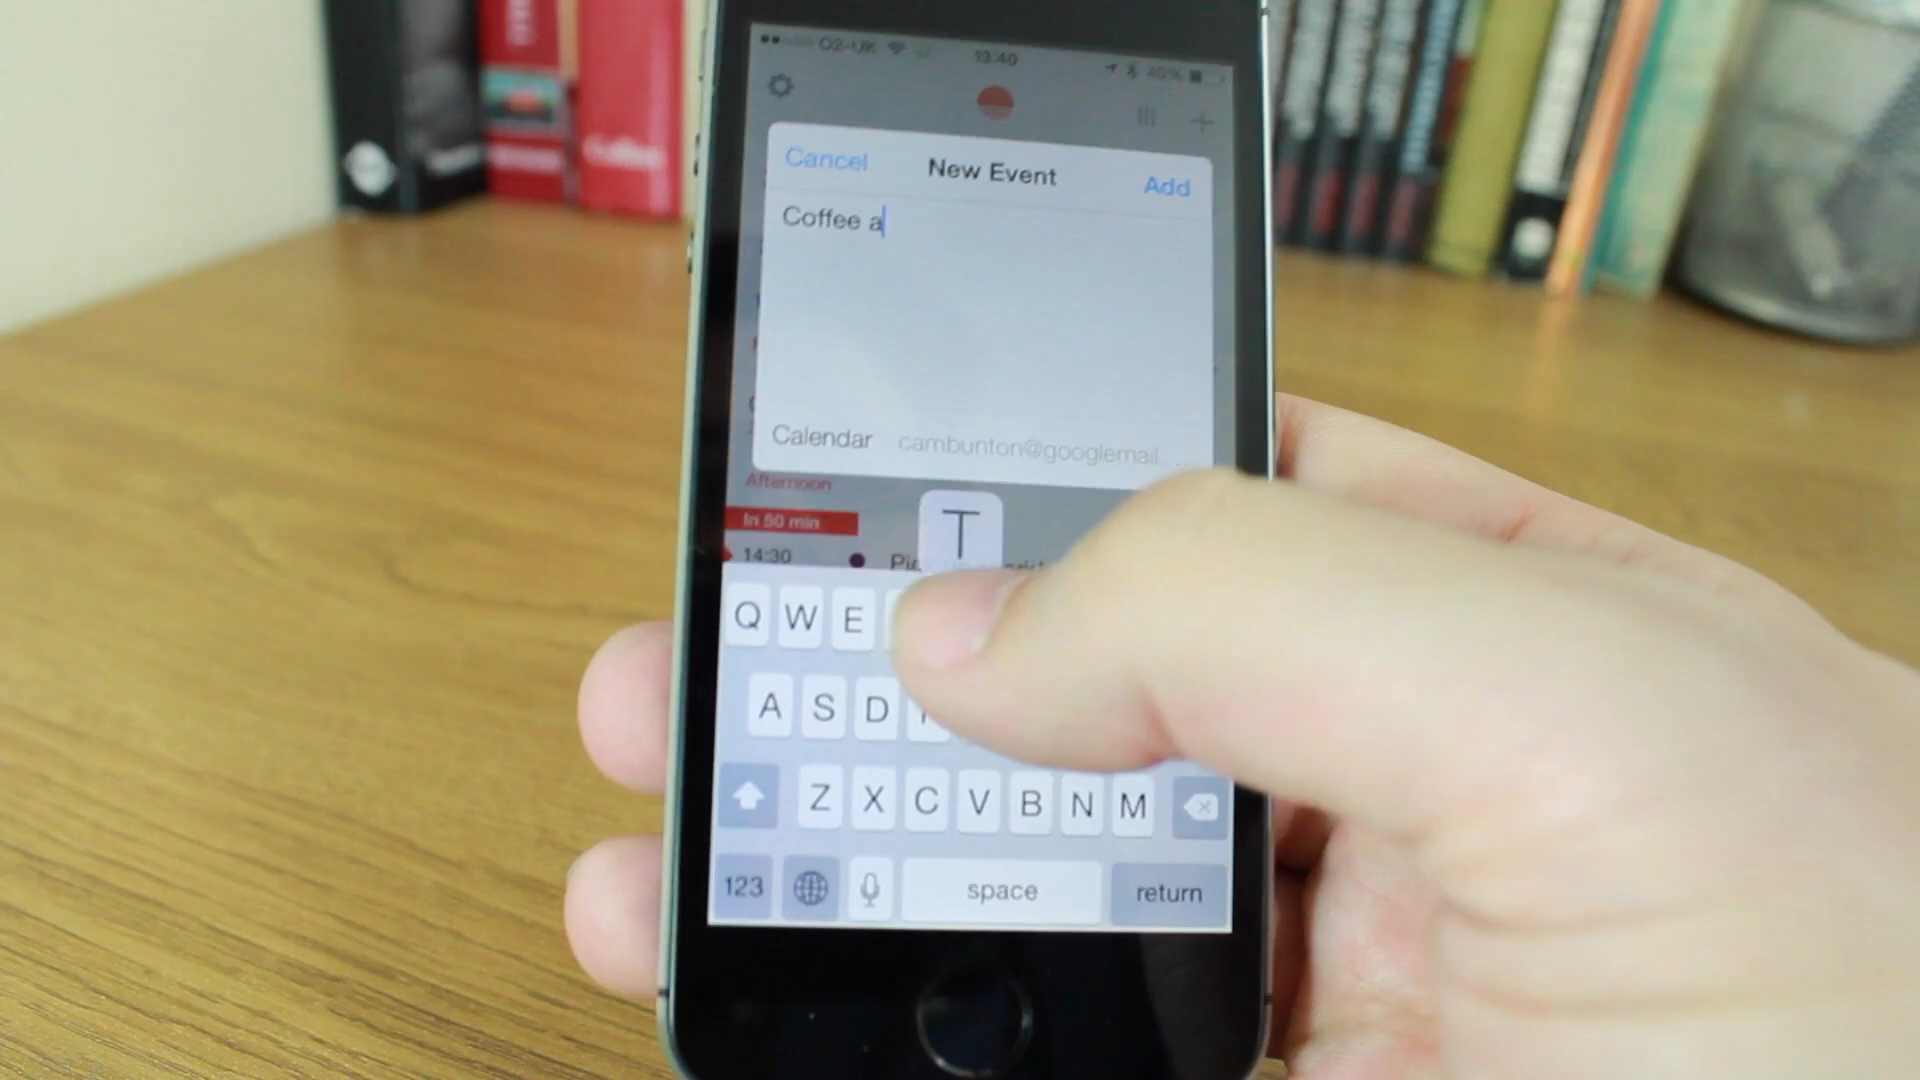 O2-UK 13:40 40%
Cancel New Event Add
Coffee a
Calendar cambunton@googlemail....
Afternoon
In 50 min
14:30
T
Q W E
A S D
Z X C V B N M
123 space return